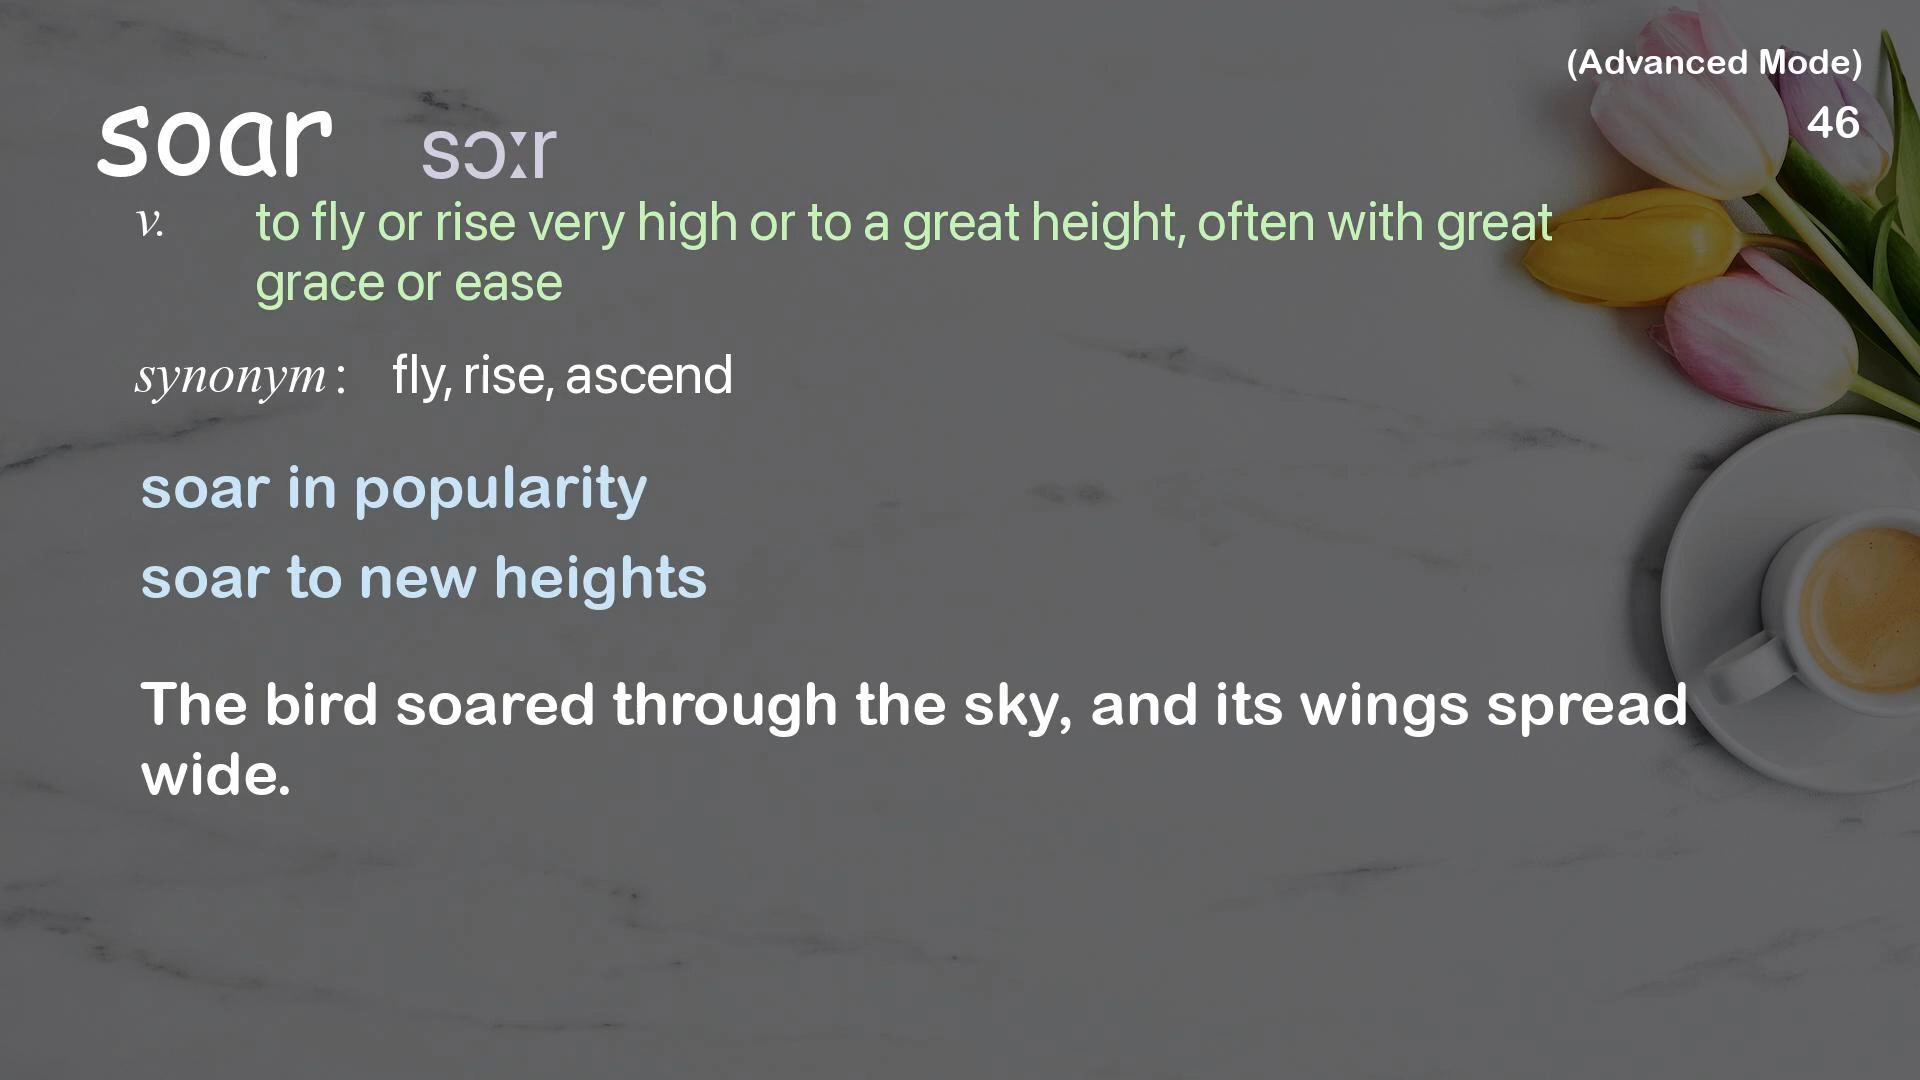 (Advanced Mode)
46
soar sɔːr
v. to fly or rise very high or to a great height, often with great
grace or ease
synonym: fly, rise, ascend
soar in popularity
soar to new heights
The bird soared through the sky, and its wings spread
wide.